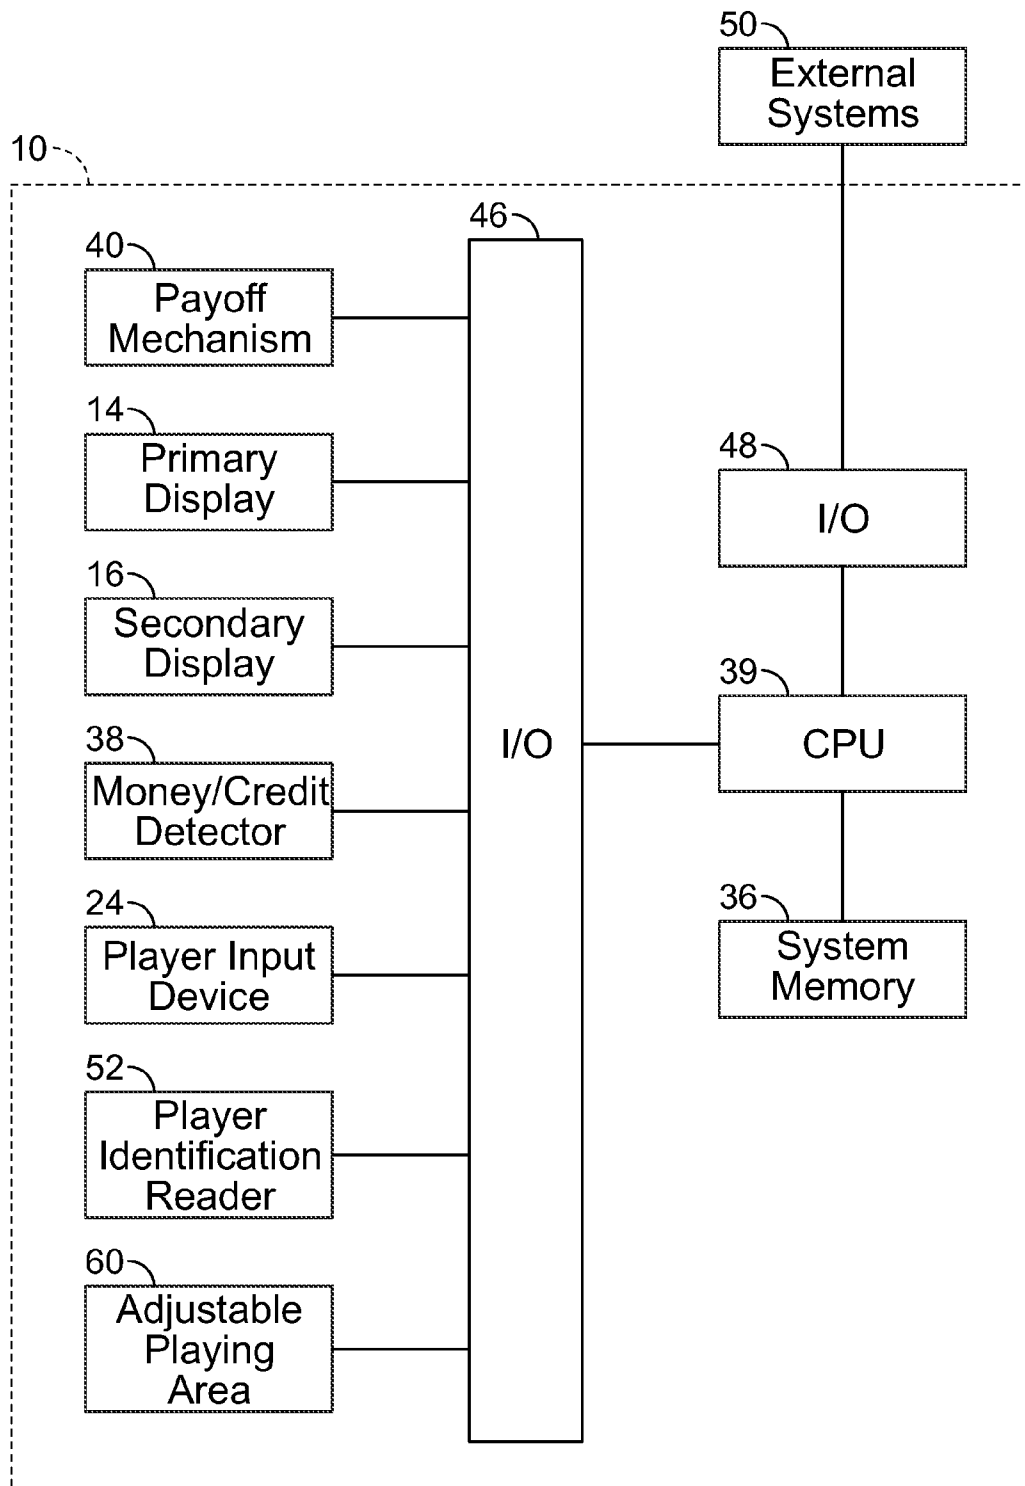 50
External
Systems
10
46
40
Payoff
Mechanism
14
Primary
Display
48
I/O
16
Secondary
Display
39
CPU
I/O
38
Money/Credit
Detector
24
Player Input
Device
36
System
Memory
52
Player
Identification
Reader
60
Adjustable
Playing
Area